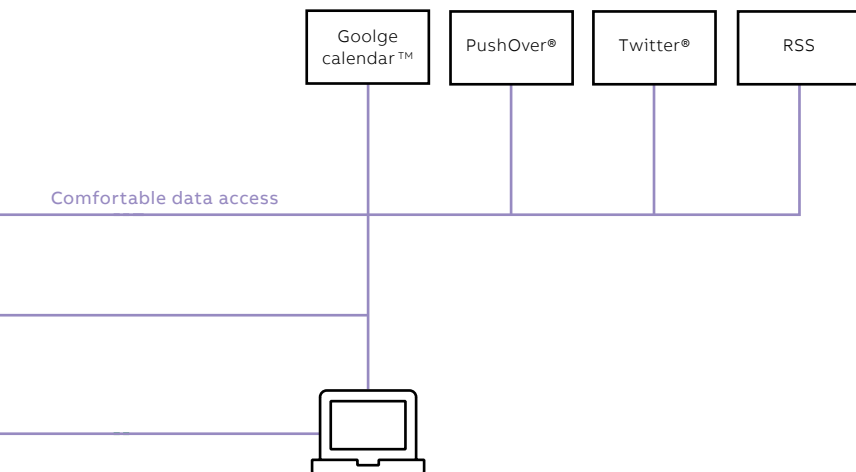 Goolge
calendar™
PushOver®
Twitter®
RSS
Comfortable data access